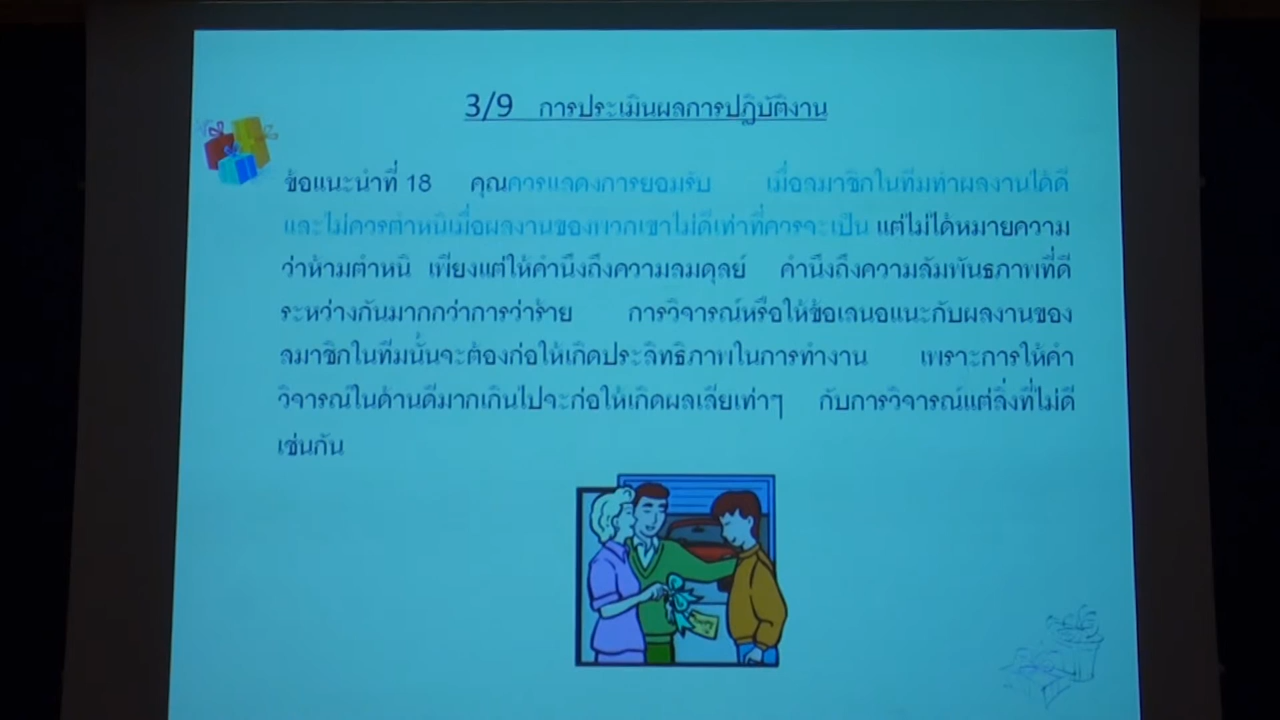 3/9 การประเมินผลการปฏิบัติงาน
ข้อแนะนำที่ 18 คุณควรแสดงการยอมรับ เมื่อสมาชิกในทีมทำผลงานได้ดี
และไม่ควรตำหนิเมื่อผลงานของพวกเขาไม่ดีเท่าที่ควรจะเป็น แต่ไม่ได้หมายความ
ว่าห้ามตำหนิ เพียงแต่ให้คำนึงถึงความสมดุลย์ คำนึงถึงความสัมพันธภาพที่ดี
ระหว่างกันมากกว่าการว่าร้าย การวิจารณ์หรือให้ข้อเสนอแนะกับผลงานของ
สมาชิกในทีมนั้นจะต้องก่อให้เกิดประสิทธิภาพในการทำงาน เพราะการให้คำ
วิจารณ์ในด้านดีมากเกินไปจะก่อให้เกิดผลเสียเท่าๆ กับการวิจารณ์แต่สิ่งที่ไม่ดี
เช่นกัน